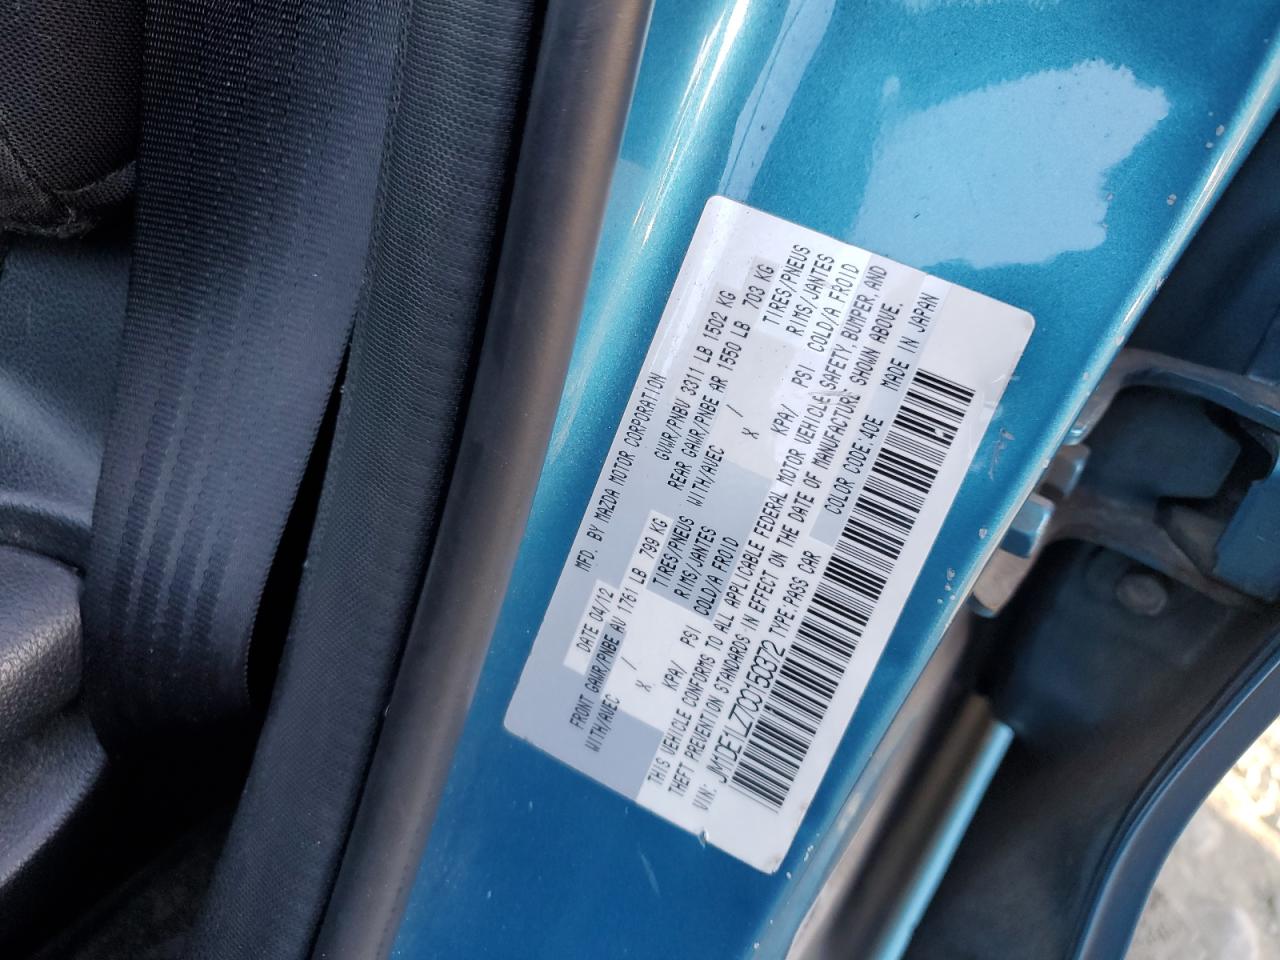 MFD. BY MAZDA MOTOR CORPORATION
DATE 04/12 GVWR/PNBV 3311 LB 1502 KG
FRONT GAWR/PNBE AV 1761 LB 799 KG REAR GAWR/PNBE AR 1550 LB 703 KG
WITH/AVEC TIRES/PNEUS WITH/AVEC TIRES/PNEUS
X / RIMS/JANTES X / RIMS/JANTES
KPA/ PSI COLD/A FROID KPA/ PSI COLD/A FROID
THIS VEHICLE CONFORMS TO ALL APPLICABLE FEDERAL MOTOR VEHICLE SAFETY, BUMPER, AND
THEFT PREVENTION STANDARDS IN EFFECT ON THE DATE OF MANUFACTURE SHOWN ABOVE.
VIN: JM1DE1LZ7C0150372 TYPE:PASS CAR COLOR CODE:40E MADE IN JAPAN